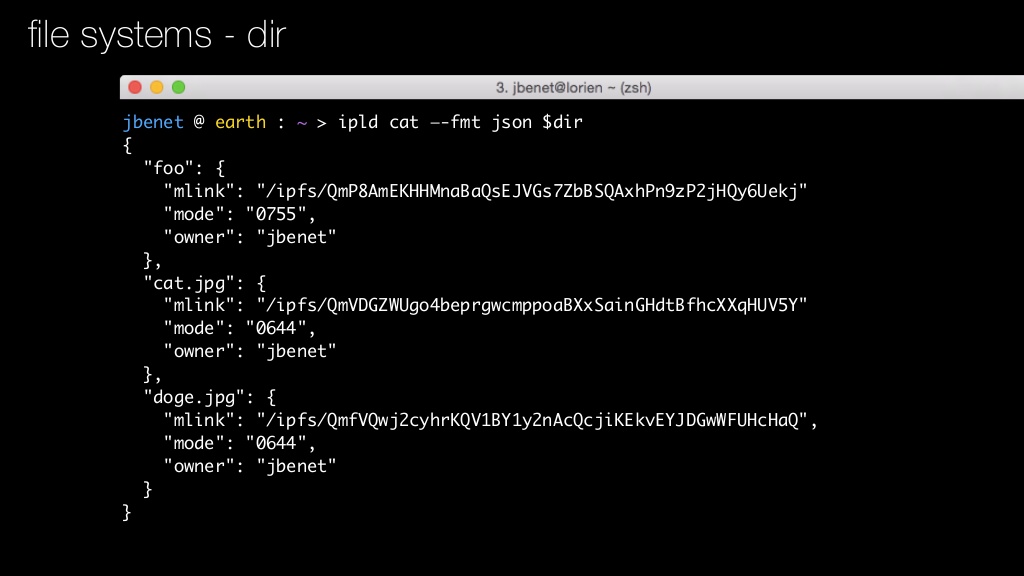 file systems - dir
3. jbenet@lorien ~ (zsh)
jbenet @ earth : ~ > ipld cat —-fmt json $dir
{
  "foo": {
    "mlink": "/ipfs/QmP8AmEKHHMnaBaQsEJVGs7ZbBSQAxhPn9zP2jHQy6Uekj"
    "mode": "0755",
    "owner": "jbenet"
  },
  "cat.jpg": {
    "mlink": "/ipfs/QmVDGZWUgo4beprgwcmppoaBXxSainGHdtBfhcXXqHUV5Y"
    "mode": "0644",
    "owner": "jbenet"
  },
  "doge.jpg": {
    "mlink": "/ipfs/QmfVQwj2cyhrKQV1BY1y2nAcQcjiKEkvEYJDGwWFUHcHaQ",
    "mode": "0644",
    "owner": "jbenet"
  }
}